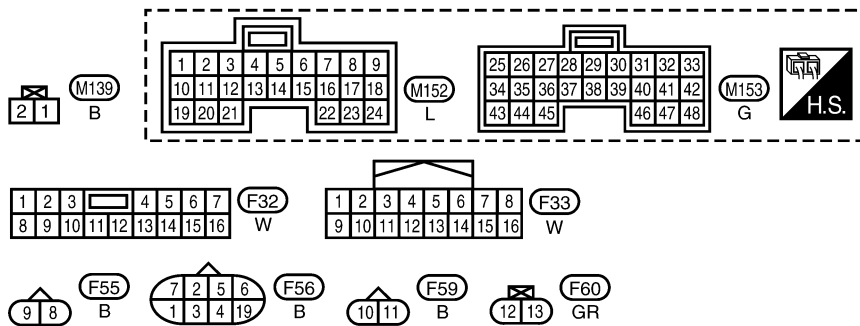 1 2 3 4 5 6 7 8 9
10 11 12 13 14 15 16 17 18
19 20 21 22 23 24
M152
L
25 26 27 28 29 30 31 32 33
34 35 36 37 38 39 40 41 42
43 44 45 46 47 48
M153
G
H.S.
2 1
M139
B
1 2 3 4 5 6 7
8 9 10 11 12 13 14 15 16
F32
W
1 2 3 4 5 6 7 8
9 10 11 12 13 14 15 16
F33
W
9 8
F55
B
7 2 5 6
1 3 4 19
F56
B
10 11
F59
B
12 13
F60
GR